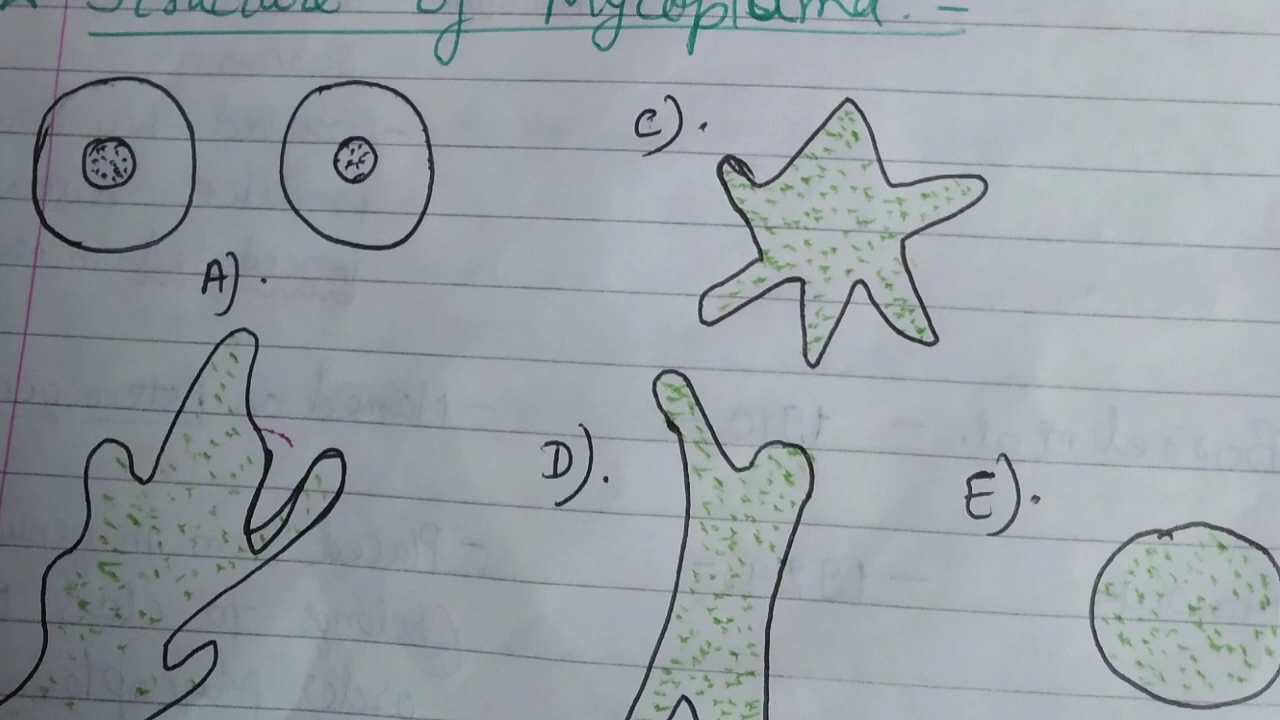 Structure of Mycoplasma. -
C).
A).
D).
E).